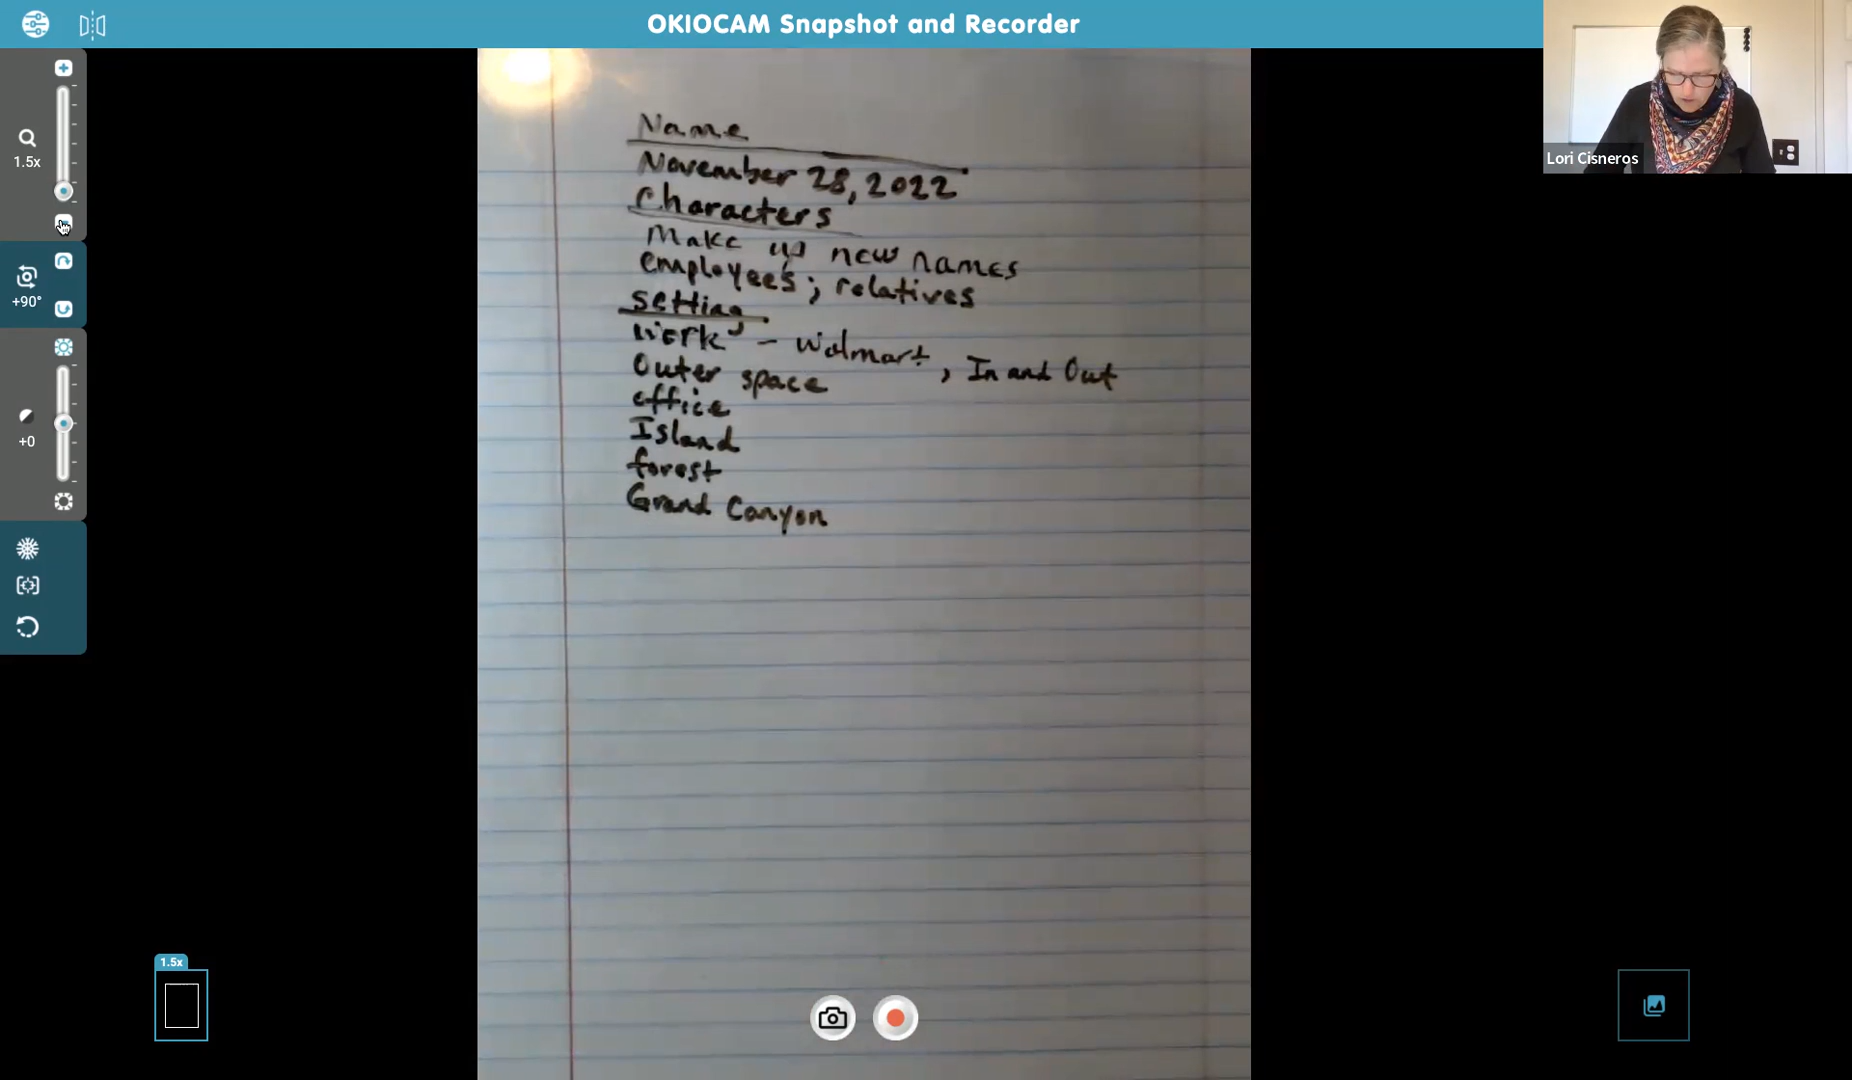 OKIOCAM Snapshot and Recorder
1.5x
+90°
+0
Name
November 28, 2022
Characters
Make up new names
employees; relatives
setting
Work - Walmart, In and Out
Outer space
office
Island
forest
Grand Canyon
Lori Cisneros
1.5x